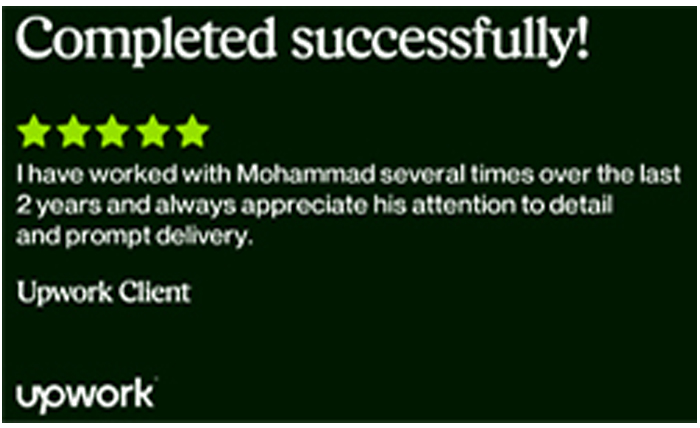 Completed successfully!
I have worked with Mohammad several times over the last
2 years and always appreciate his attention to detail
and prompt delivery.
Upwork Client
upwork